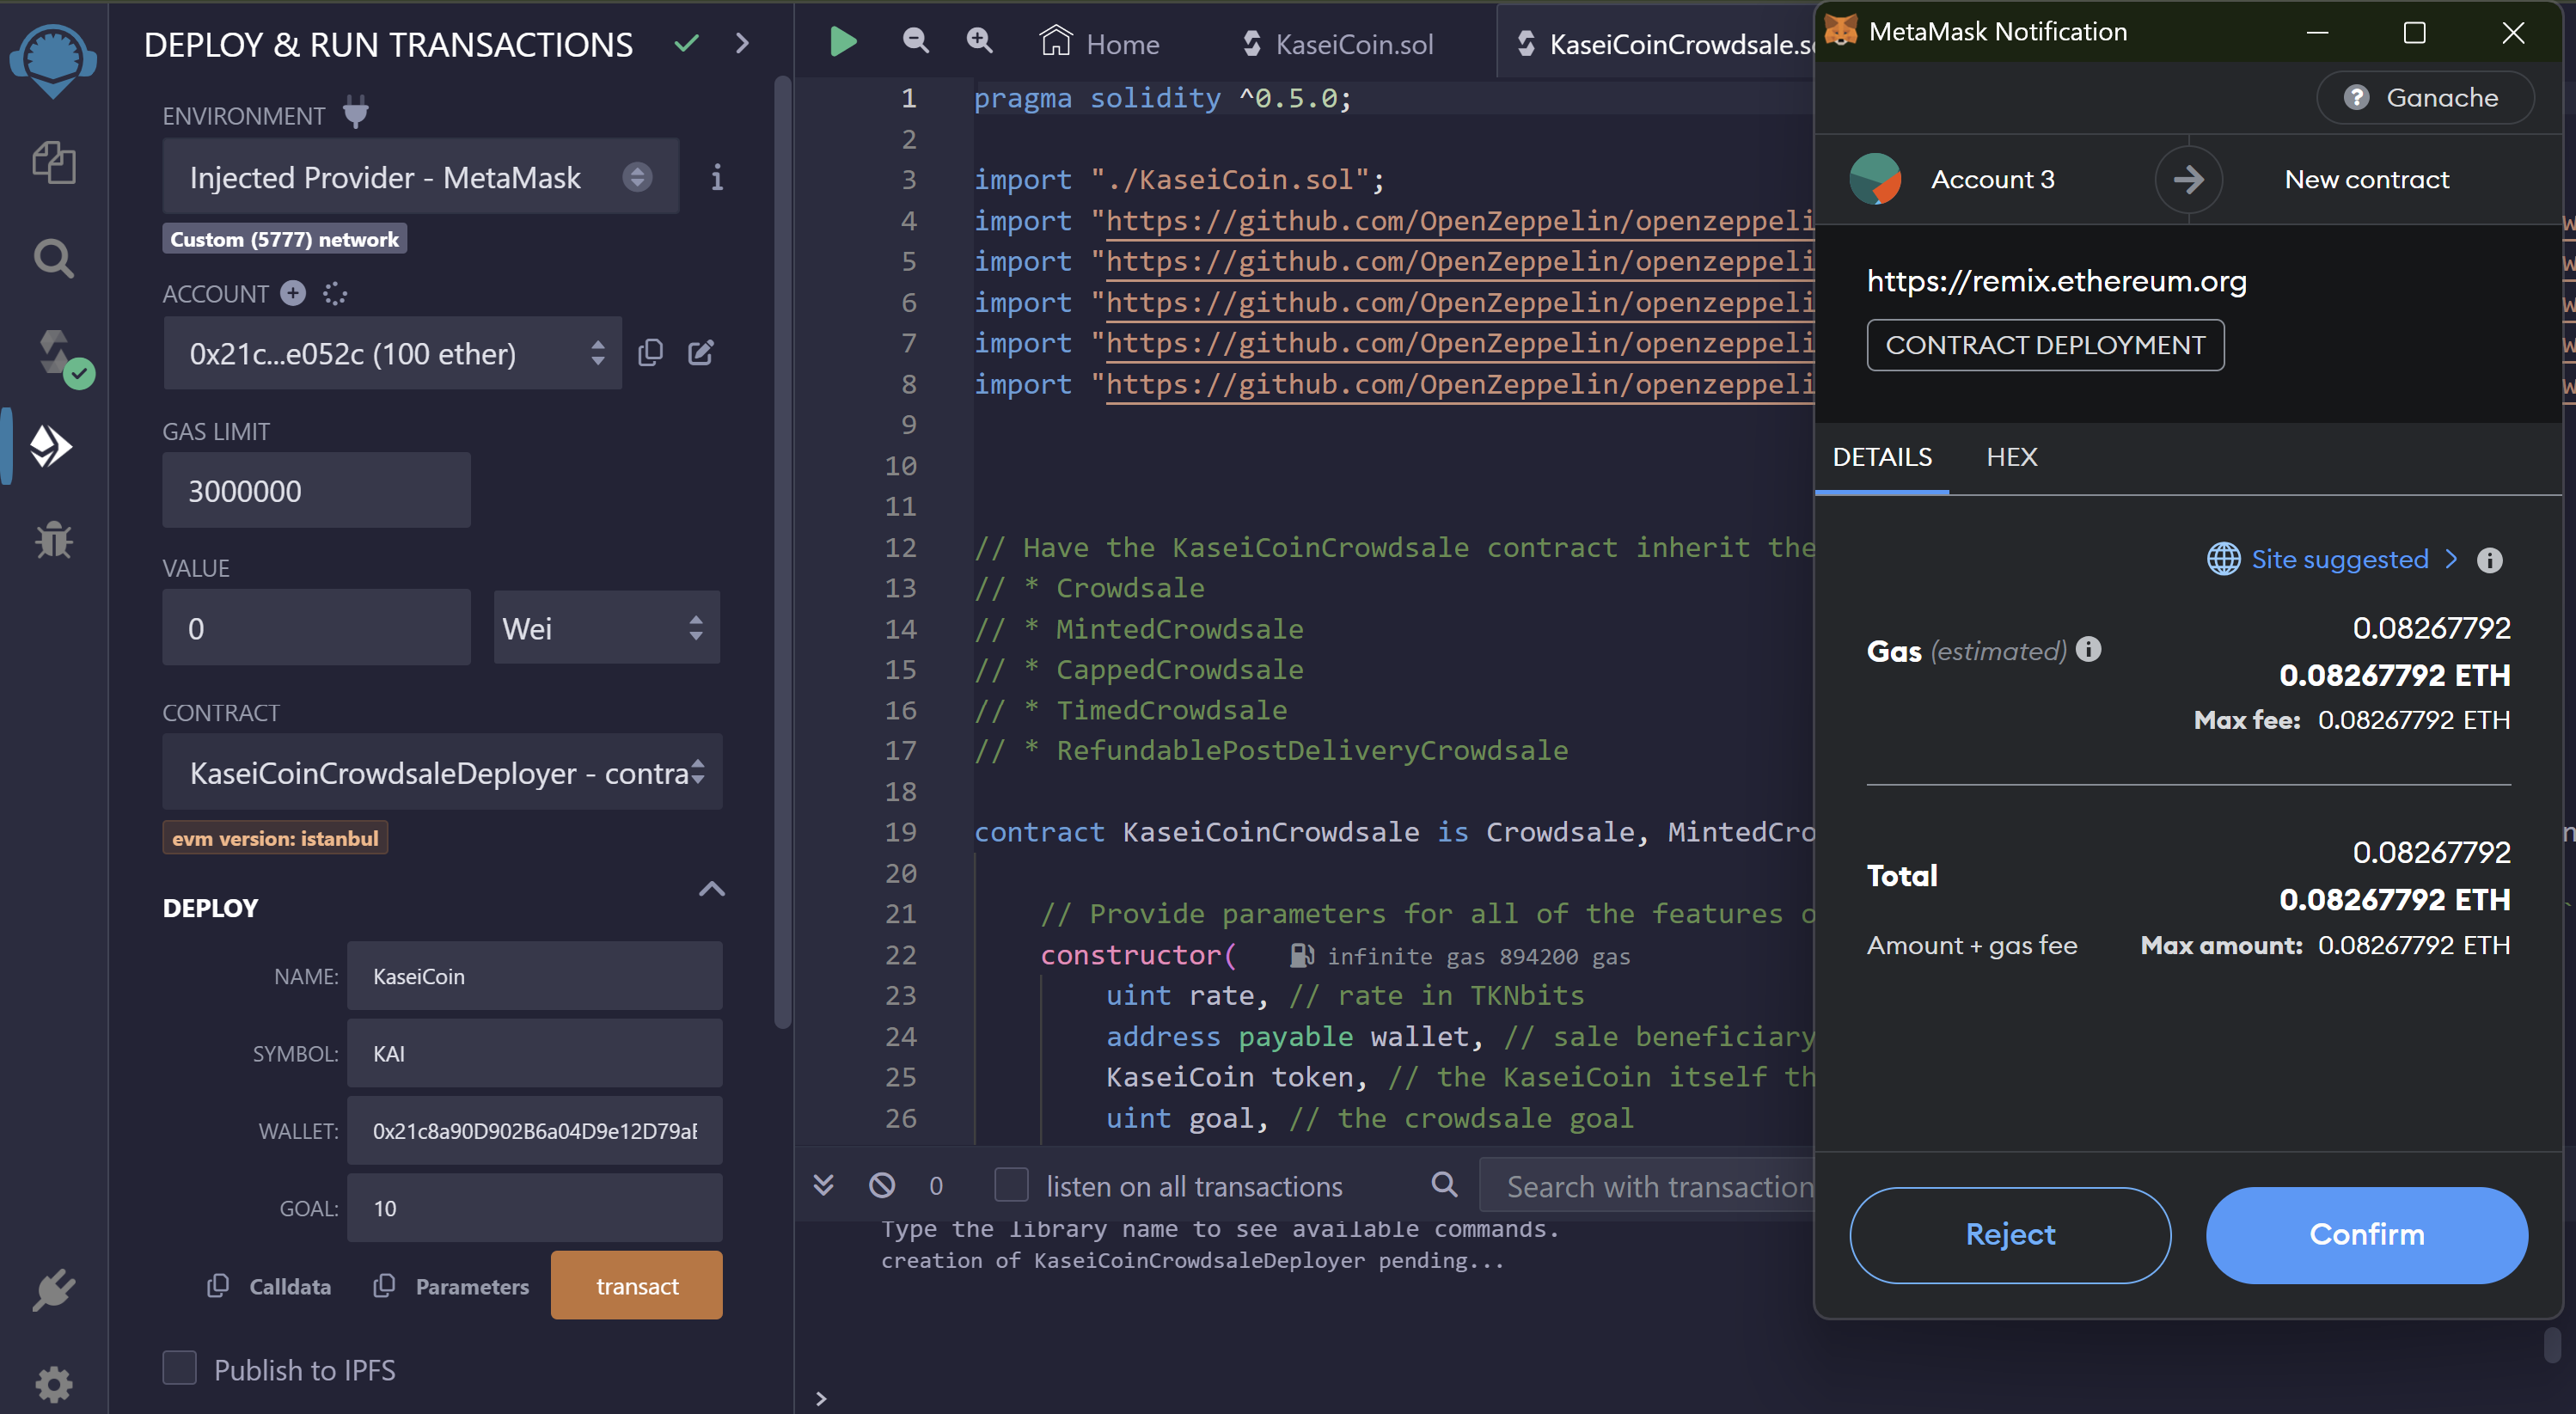 DEPLOY & RUN TRANSACTIONS
ENVIRONMENT
Injected Provider - MetaMask
Custom (5777) network
ACCOUNT
0x21c...e052c (100 ether)
GAS LIMIT
3000000
VALUE
0
Wei
CONTRACT
KaseiCoinCrowdsaleDeployer - contra
evm version: istanbul
DEPLOY
NAME:
KaseiCoin
SYMBOL:
KAI
WALLET:
0x21c8a90D902B6a04D9e12D79a
GOAL:
10
Calldata
Parameters
transact
Publish to IPFS
Home
KaseiCoin.sol
KaseiCoinCrowdsale.s
1 pragma solidity ^0.5.0;
2
3 import "./KaseiCoin.sol";
4 import "https://github.com/OpenZeppelin/openzeppeli
5 import "https://github.com/OpenZeppelin/openzeppeli
6 import "https://github.com/OpenZeppelin/openzeppeli
7 import "https://github.com/OpenZeppelin/openzeppeli
8 import "https://github.com/OpenZeppelin/openzeppeli
9
10
11
12 // Have the KaseiCoinCrowdsale contract inherit the
13 // * Crowdsale
14 // * MintedCrowdsale
15 // * CappedCrowdsale
16 // * TimedCrowdsale
17 // * RefundablePostDeliveryCrowdsale
18
19 contract KaseiCoinCrowdsale is Crowdsale, MintedCro
20
21 // Provide parameters for all of the features o
22 constructor( infinite gas 894200 gas
23 uint rate, // rate in TKNbits
24 address payable wallet, // sale beneficiary
25 KaseiCoin token, // the KaseiCoin itself th
26 uint goal, // the crowdsale goal
0
listen on all transactions
Search with transaction
Type the library name to see available commands.
creation of KaseiCoinCrowdsaleDeployer pending...
>
MetaMask Notification
Ganache
Account 3
New contract
https://remix.ethereum.org
CONTRACT DEPLOYMENT
DETAILS
HEX
Site suggested >
Gas (estimated)
0.08267792
0.08267792 ETH
Max fee: 0.08267792 ETH
Total
0.08267792
0.08267792 ETH
Amount + gas fee
Max amount: 0.08267792 ETH
Reject
Confirm